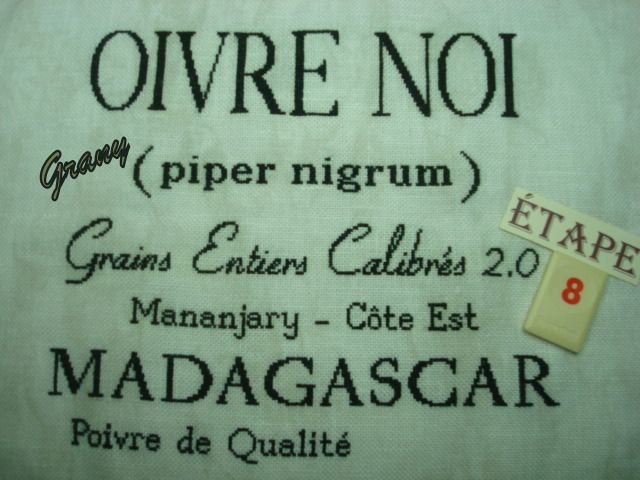 OIVRE NOI
Grany
(piper nigrum)
Grains Entiers Calibrés 2.0
ÉTAPE
8
Mananjary - Côte Est
MADAGASCAR
Poivre de Qualité